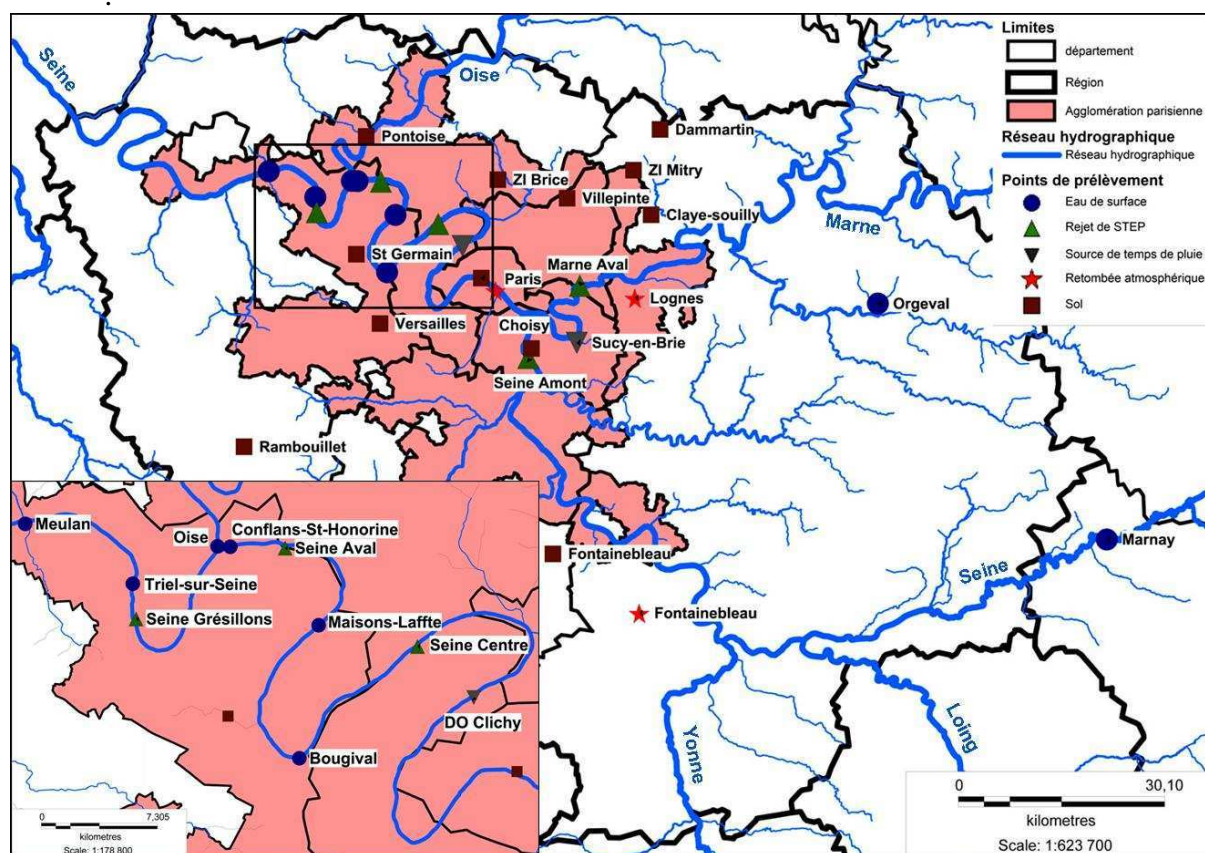 Seine
Oise
Pontoise
Dammartin
ZI Brice
ZI Mitry
Villepinte
Claye-souilly
Marne
St Germain
Marne Aval
Paris
Lognes
Orgeval
Versailles
Choisy
Sucy-en-Brie
Seine Amont
Rambouillet
Fontainebleau
Fontainebleau
Marnay
Seine
Yonne
Loing
Limites
département
Région
Agglomération parisienne
Réseau hydrographique
Réseau hydrographique
Points de prélèvement
Eau de surface
Rejet de STEP
Source de temps de pluie
Retombée atmosphérique
Sol
Meulan
Oise
Conflans-St-Honorine
Seine Aval
Triel-sur-Seine
Seine Grésillons
Maisons-Laffte
Seine Centre
DO Clichy
Bougival
0 7,305
kilometres
Scale: 1:178 800
0 30,10
kilometres
Scale: 1:623 700